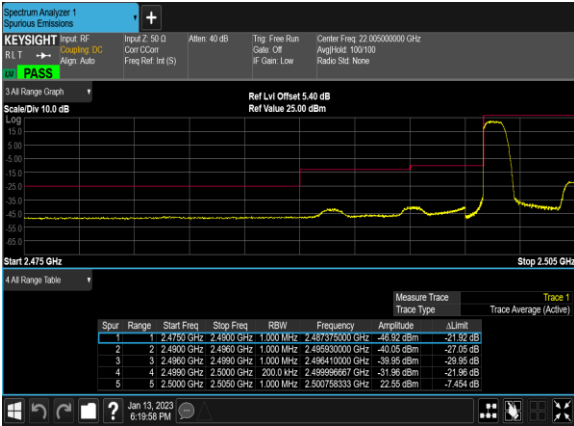 Spectrum Analyzer 1
Spurious Emissions
+
KEYSIGHT Input: RF Input Z: 50 Ω Atten: 40 dB Trig: Free Run Center Freq: 22.005000000 GHz
RLT Coupling: DC Corr CCorr Gate: Off Avg|Hold: 100/100
Align: Auto Freq Ref: Int (S) IF Gain: Low Radio Std: None
LW PASS
3 All Range Graph
Ref Lvl Offset 5.40 dB
Scale/Div 10.0 dB Ref Value 25.00 dBm
Log
15.0
5.00
-5.00
-15.0
-25.0
-35.0
-45.0
-55.0
-65.0
Start 2.475 GHz Stop 2.505 GHz
4 All Range Table
Measure Trace Trace 1
Trace Type Trace Average (Active)
Spur Range Start Freq Stop Freq RBW Frequency Amplitude ΔLimit
1 1 2.4750 GHz 2.4900 GHz 1.000 MHz 2.487375000 GHz -46.92 dBm -21.92 dB
2 2 2.4900 GHz 2.4960 GHz 1.000 MHz 2.495930000 GHz -40.05 dBm -27.05 dB
3 3 2.4960 GHz 2.4990 GHz 1.000 MHz 2.496410000 GHz -39.95 dBm -29.95 dB
4 4 2.4990 GHz 2.5000 GHz 200.0 kHz 2.499996667 GHz -31.96 dBm -21.96 dB
5 5 2.5000 GHz 2.5050 GHz 1.000 MHz 2.500758333 GHz 22.55 dBm -7.454 dB
? Jan 13, 2023
6:19:58 PM